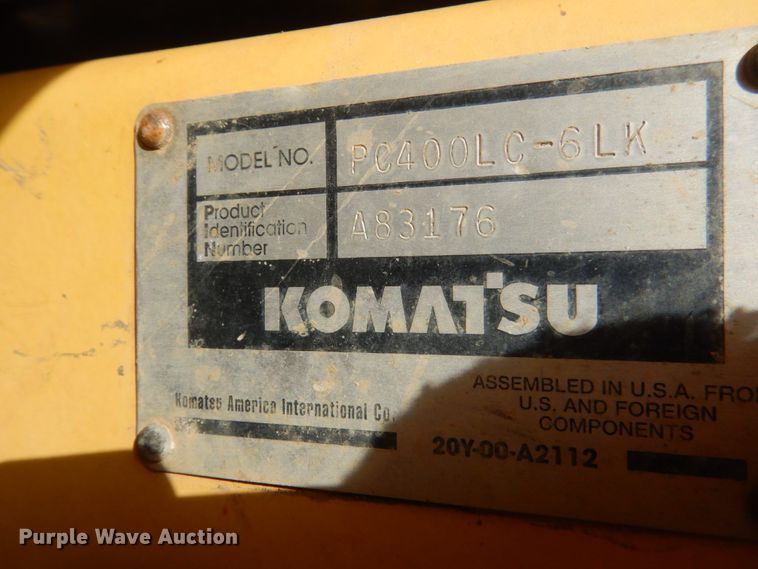 MODEL NO. PC400LC-6LK
Product
Identification
Number
A83176
KOMATSU
Komatsu America International Co.
ASSEMBLED IN U.S.A. FRO
U.S. AND FOREIGN
COMPONENTS
20Y-00-A2112
Purple Wave Auction